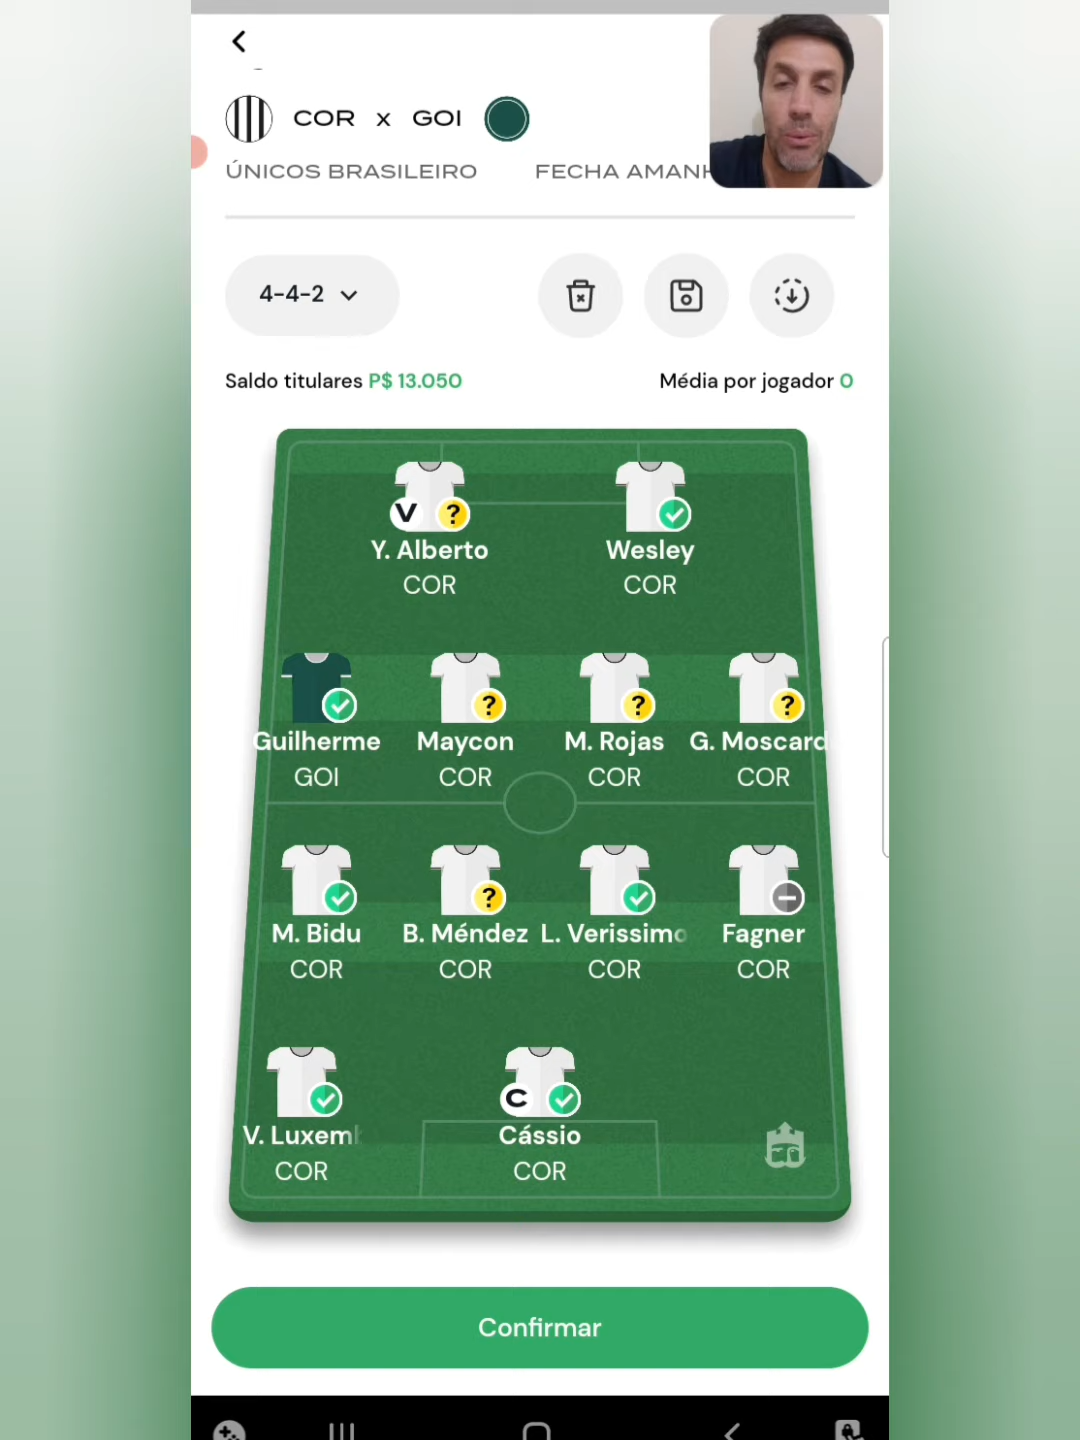 COR x GOI
ÚNICOS BRASILEIRO FECHA
4-4-2
Saldo titulares P$ 13.050 Média por jogador 0
V ? 
Y. Alberto Wesley
COR COR
? ? ?
Guilherme Maycon M. Rojas G. Moscard
GOI COR COR COR
?
M. Bidu B. Méndez L. Verissimo Fagner
COR COR COR COR
C
V. Luxem Cássio
COR COR
Confirmar